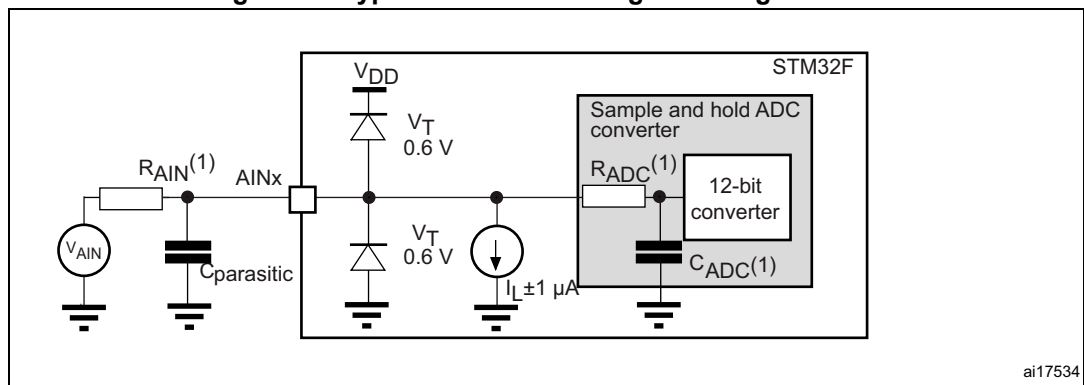 STM32F
VDD
Sample and hold ADC
converter
VT
0.6 V
RAIN(1)
AINx
RADC(1)
12-bit
converter
VAIN
Cparasitic
VT
0.6 V
IL±1 µA
CADC(1)
ai17534